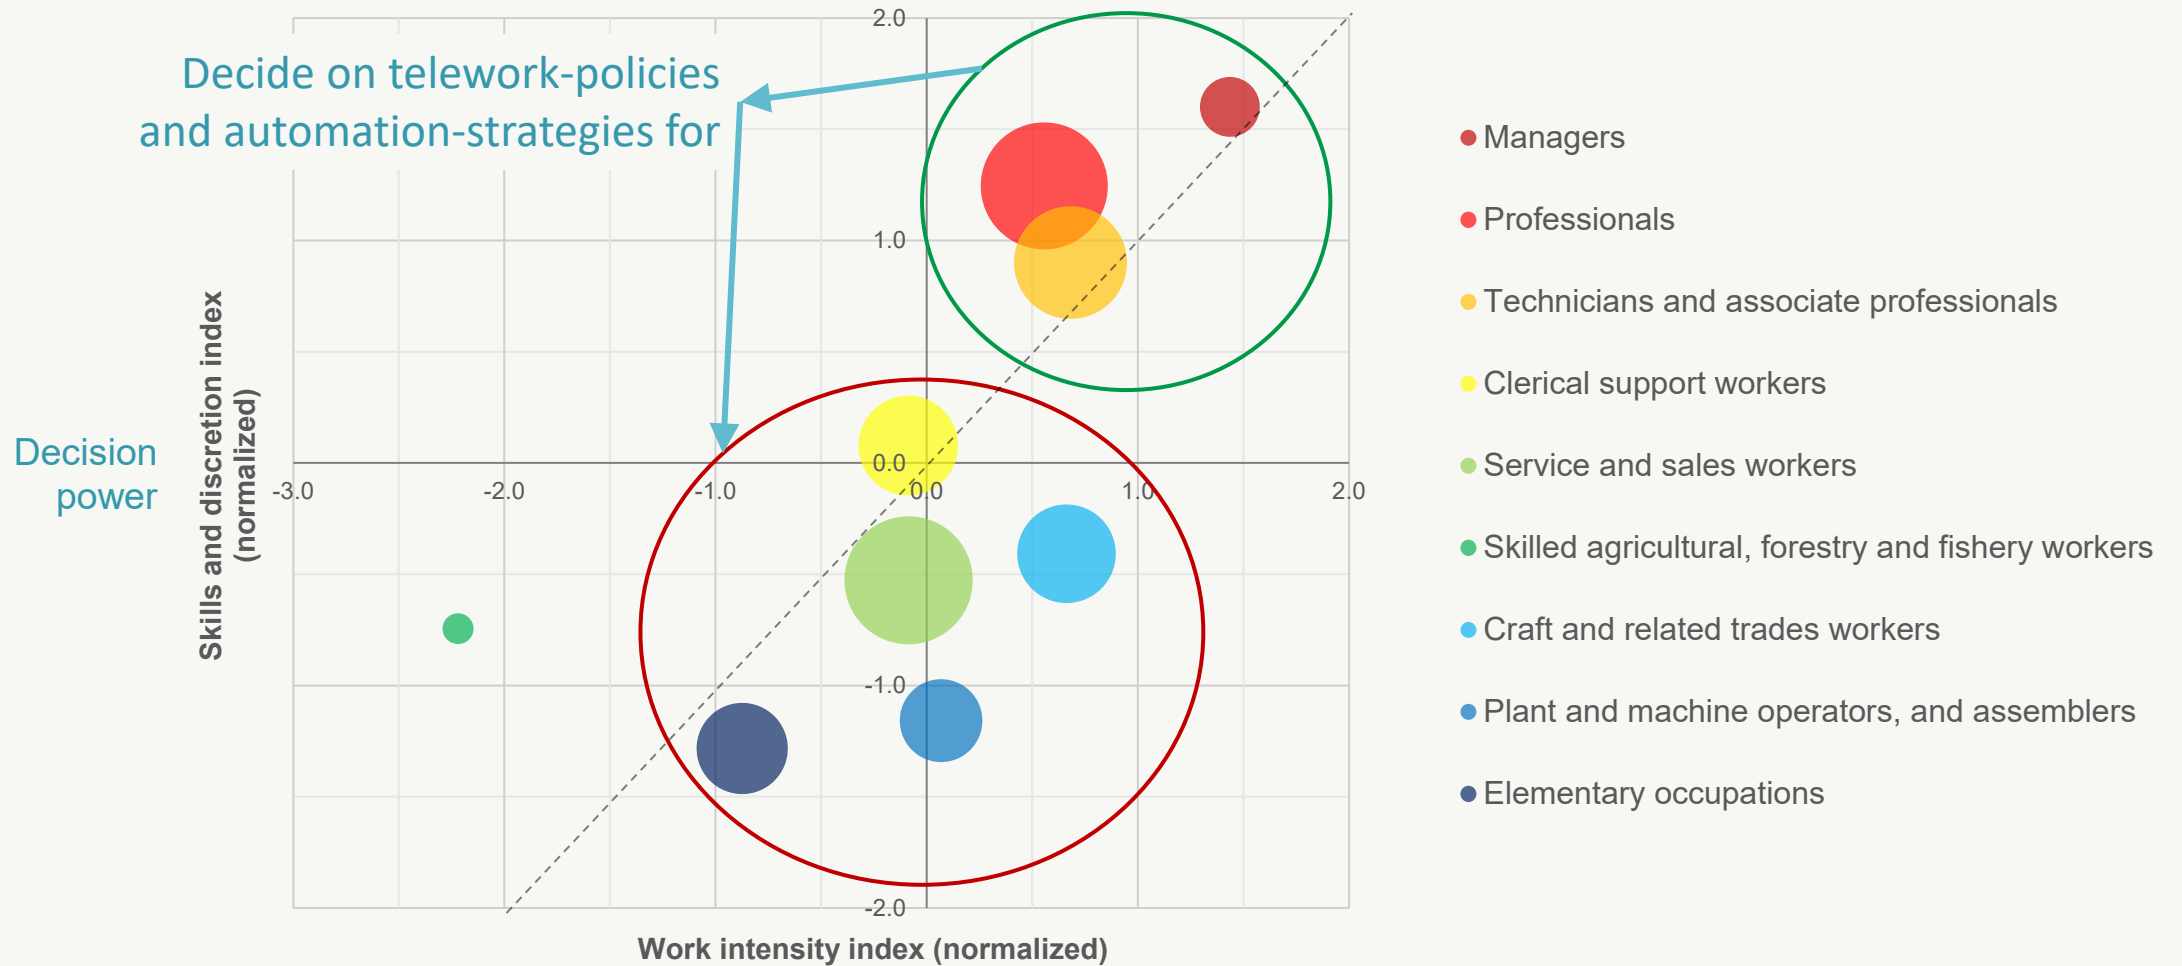 Decide on telework-policies
and automation-strategies for
Decision
power
Skills and discretion index
(normalized)
2.0
1.0
0.0
-1.0
-2.0
-3.0
-2.0
-1.0
0.0
1.0
2.0
Work intensity index (normalized)
Managers
Professionals
Technicians and associate professionals
Clerical support workers
Service and sales workers
Skilled agricultural, forestry and fishery workers
Craft and related trades workers
Plant and machine operators, and assemblers
Elementary occupations